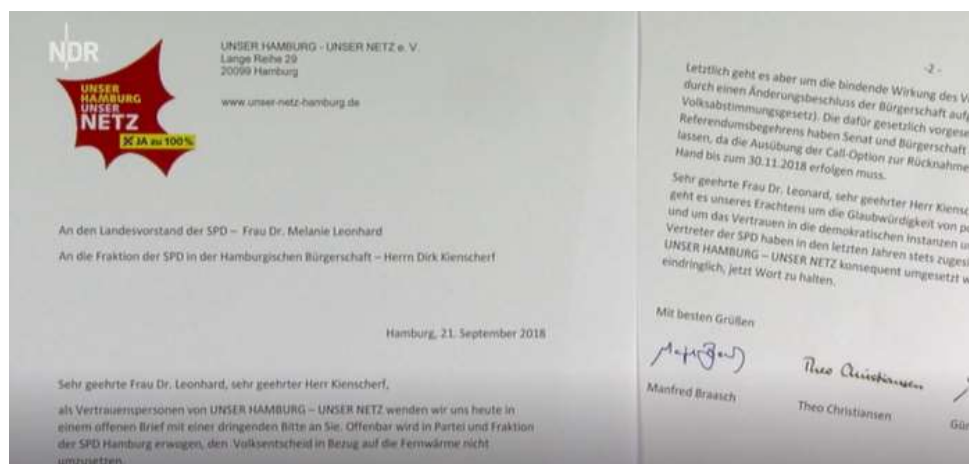 NDR
UNSER
HAMBURG
UNSER
NETZ
JA zu 100%
UNSER HAMBURG - UNSER NETZ e. V.
Lange Reihe 29
20099 Hamburg
www.unser-netz-hamburg.de
An den Landesvorstand der SPD – Frau Dr. Melanie Leonhard
An die Fraktion der SPD in der Hamburgischen Bürgerschaft – Herrn Dirk Kienscherf
Hamburg, 21. September 2018
Sehr geehrte Frau Dr. Leonhard, sehr geehrter Herr Kienscherf,
als Vertrauenspersonen von UNSER HAMBURG – UNSER NETZ wenden wir uns heute in
einem offenen Brief mit einer dringenden Bitte an Sie. Offenbar wird in Partei und Fraktion
der SPD Hamburg erwogen, den Volksentscheid in Bezug auf die Fernwärme nicht
umzusetzen
-2-
Letztlich geht es aber um die bindende Wirkung des
durch einen Änderungsbeschluss der Bürgerschaft
Volksabstimmungsgesetz). Die dafür gesetzlich
Referendumsbegehrens haben Senat und Bürgerschaft
lassen, da die Ausübung der Call-Option zur Rücknahme
Hand bis zum 30.11.2018 erfolgen muss.
Sehr geehrte Frau Dr. Leonard, sehr geehrter Herr
geht es unseres Erachtens um die Glaubwürdigkeit von
und um das Vertrauen in die demokratischen Instanzen
Vertreter der SPD haben in den letzten Jahren stets
UNSER HAMBURG – UNSER NETZ konsequent umgesetzt
eindringlich, jetzt Wort zu halten.
Mit besten Grüßen
Theo Christiansen
Manfred Braasch
Theo Christiansen